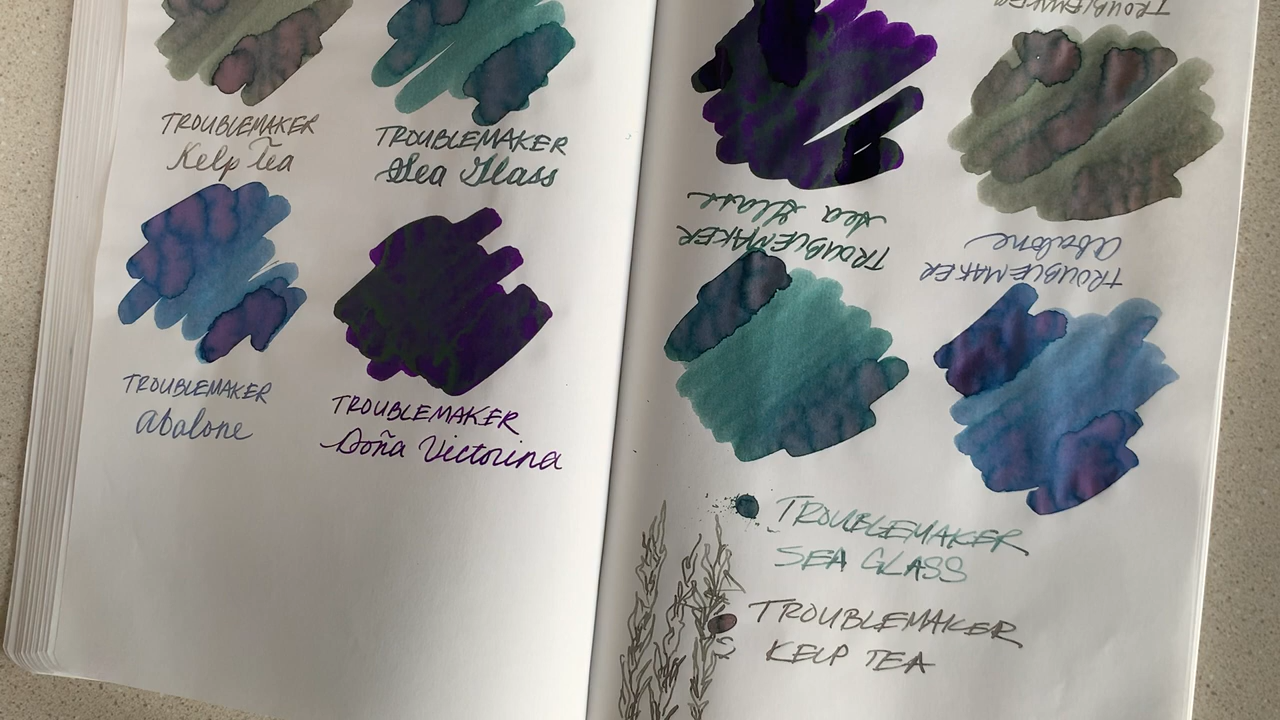 TROUBLEMAKER
Kelp Tea
TROUBLEMAKER
Sea Glass
TROUBLEMAKER
abalone
TROUBLEMAKER
Doña Victorina
TROUBLEMAKER
TROUBLEMAKER
Sea Glass
TROUBLEMAKER
abalone
TROUBLEMAKER
SEA GLASS
TROUBLEMAKER
KELP TEA